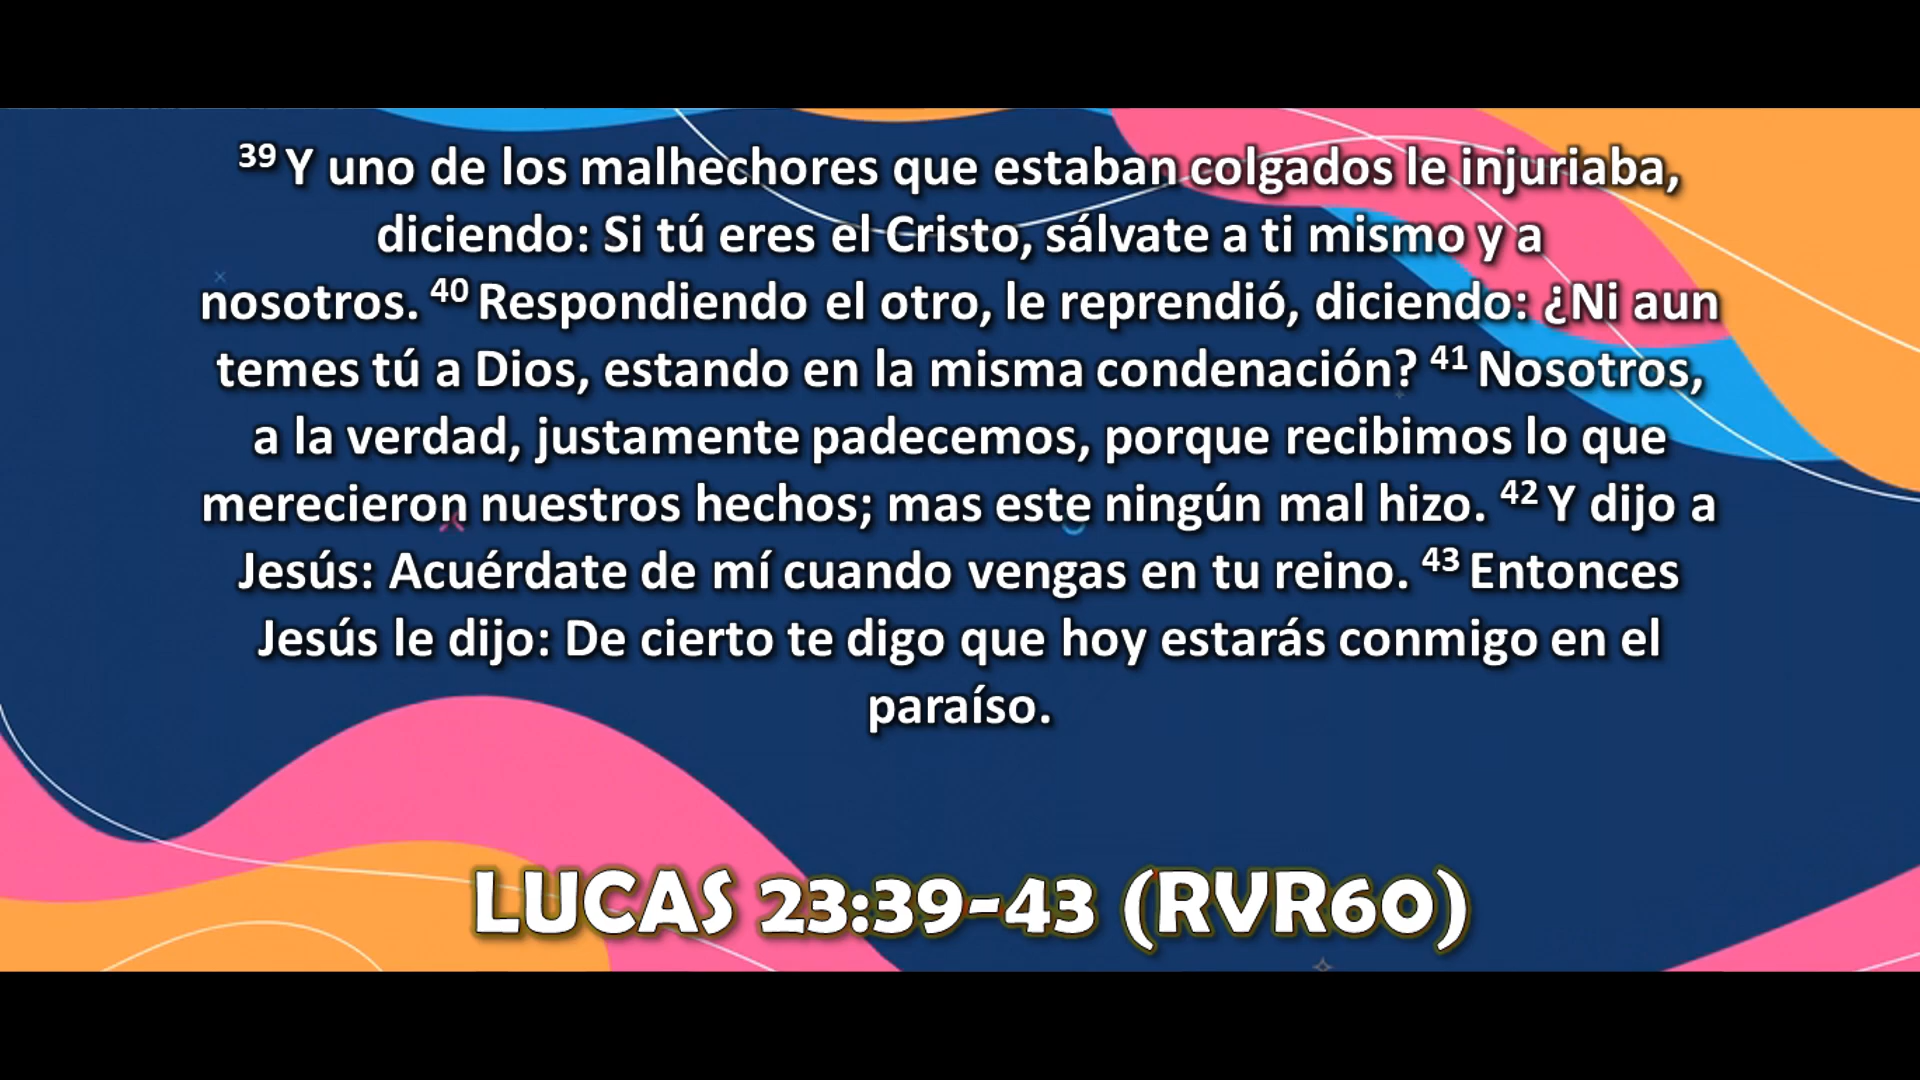 39 Y uno de los malhechores que estaban colgados le injuriaba,
diciendo: Si tú eres el Cristo, sálvate a ti mismo y a
nosotros. 40 Respondiendo el otro, le reprendió, diciendo: ¿Ni aun
temes tú a Dios, estando en la misma condenación? 41 Nosotros,
a la verdad, justamente padecemos, porque recibimos lo que
merecieron nuestros hechos; mas este ningún mal hizo. 42 Y dijo a
Jesús: Acuérdate de mí cuando vengas en tu reino. 43 Entonces
Jesús le dijo: De cierto te digo que hoy estarás conmigo en el
paraíso.
LUCAS 23:39-43 (RVR60)